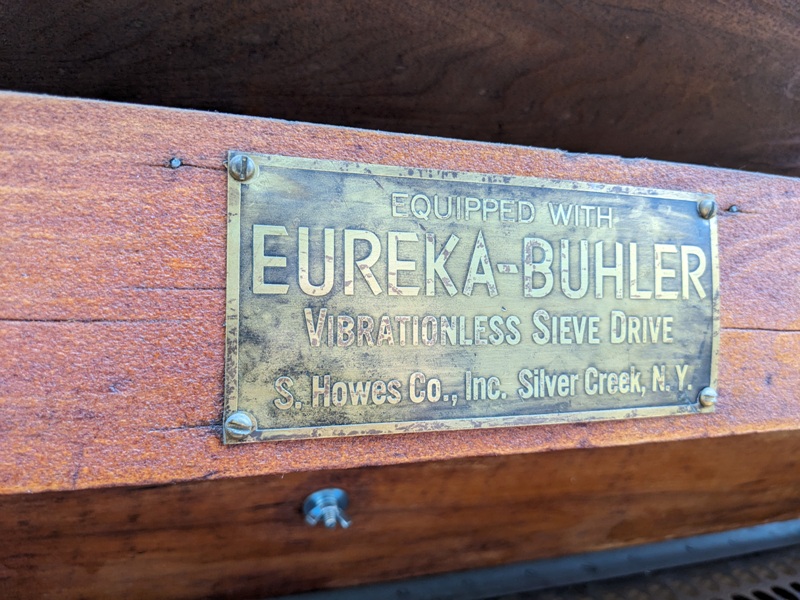 EQUIPPED WITH
EUREKA-BUHLER
VIBRATIONLESS SIEVE DRIVE
S. Howes Co., Inc. Silver Creek, N. Y.